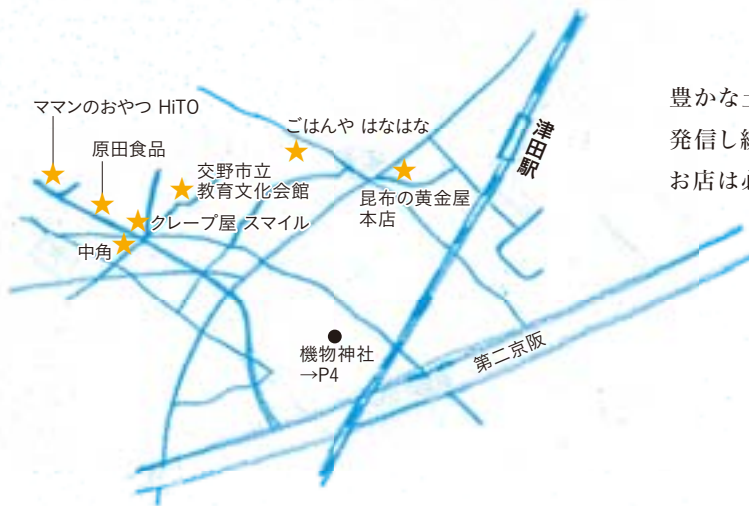 ママンのおやつ HiTO
原田食品
交野市立
教育文化会館
クレープ屋 スマイル
中角
ごはんや はなはな
昆布の黄金屋
本店
津田駅
機物神社
→P4
第二京阪
豊かな
発信し
お店は